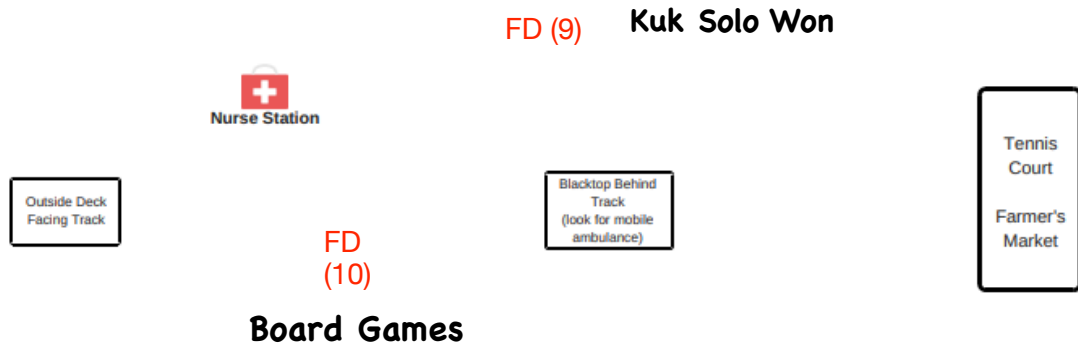 FD (9)
Kuk Solo Won
Nurse Station
Outside Deck
Facing Track
Blacktop Behind
Track
(look for mobile
ambulance)
Tennis
Court
Farmer's
Market
FD
(10)
Board Games